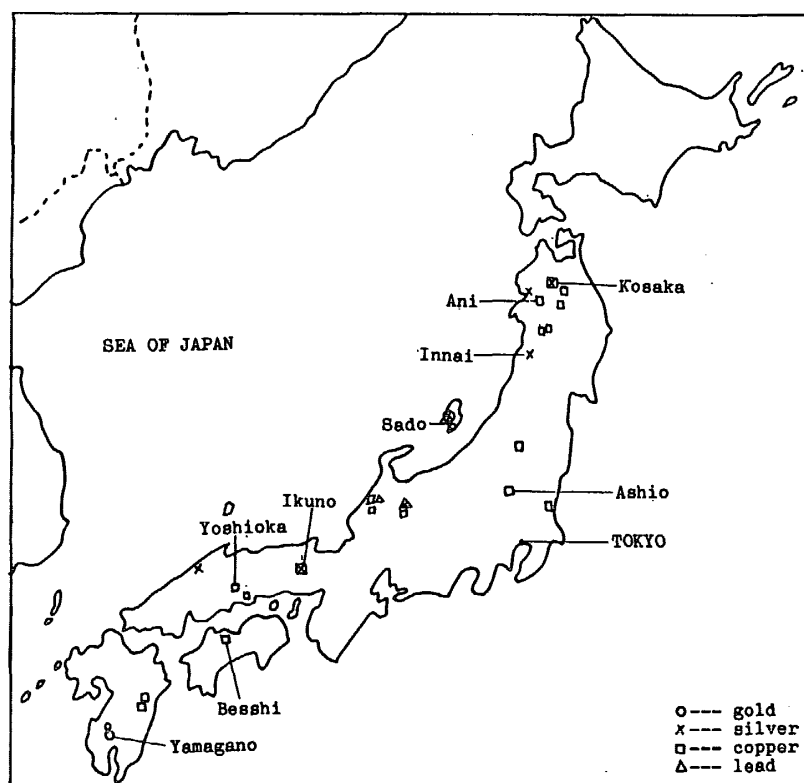 Kosaka
Ani
SEA OF JAPAN
Innai
Sado
Ikuno
Ashio
Yoshioka
TOKYO
Besshi
Yamagano
o--- gold
x--- silver
□--- copper
△--- lead